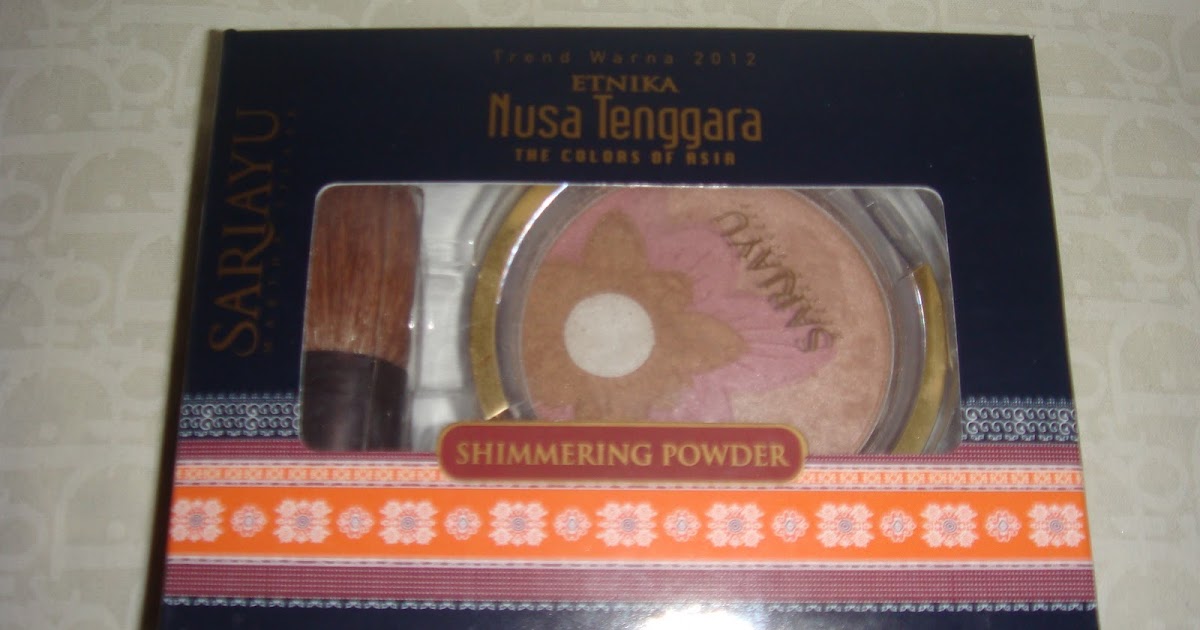 Trend Warna 2012
ETNIKA
Nusa Tenggara
THE COLORS OF ASIA
SARIAYU
SARIAYU
SHIMMERING POWDER